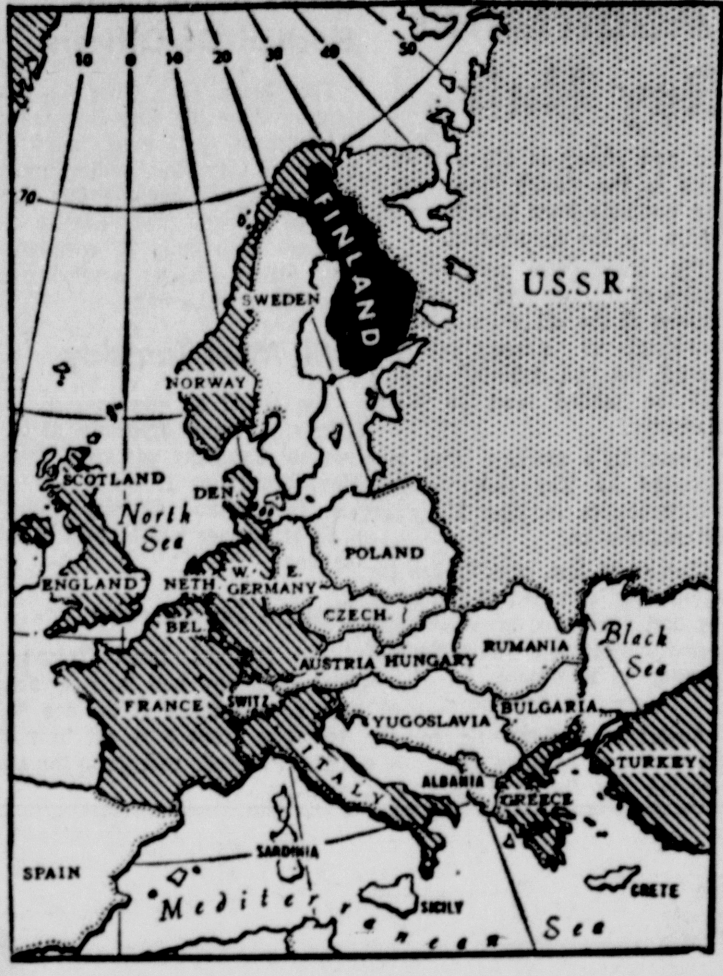 10 0 10 20 30 40 50
70
FINLAND
U.S.S.R.
SWEDEN
NORWAY
SCOTLAND
DEN
North
Sea
POLAND
ENGLAND
NETH.
W. E.
GERMANY
BEL.
CZECH.
RUMANIA
Black
Sea
AUSTRIA
HUNGARY
FRANCE
SWITZ
BULGARIA
YUGOSLAVIA
ITALY
ALBANIA
GREECE
TURKEY
SARDINIA
SPAIN
SICILY
CRETE
Mediterranean Sea